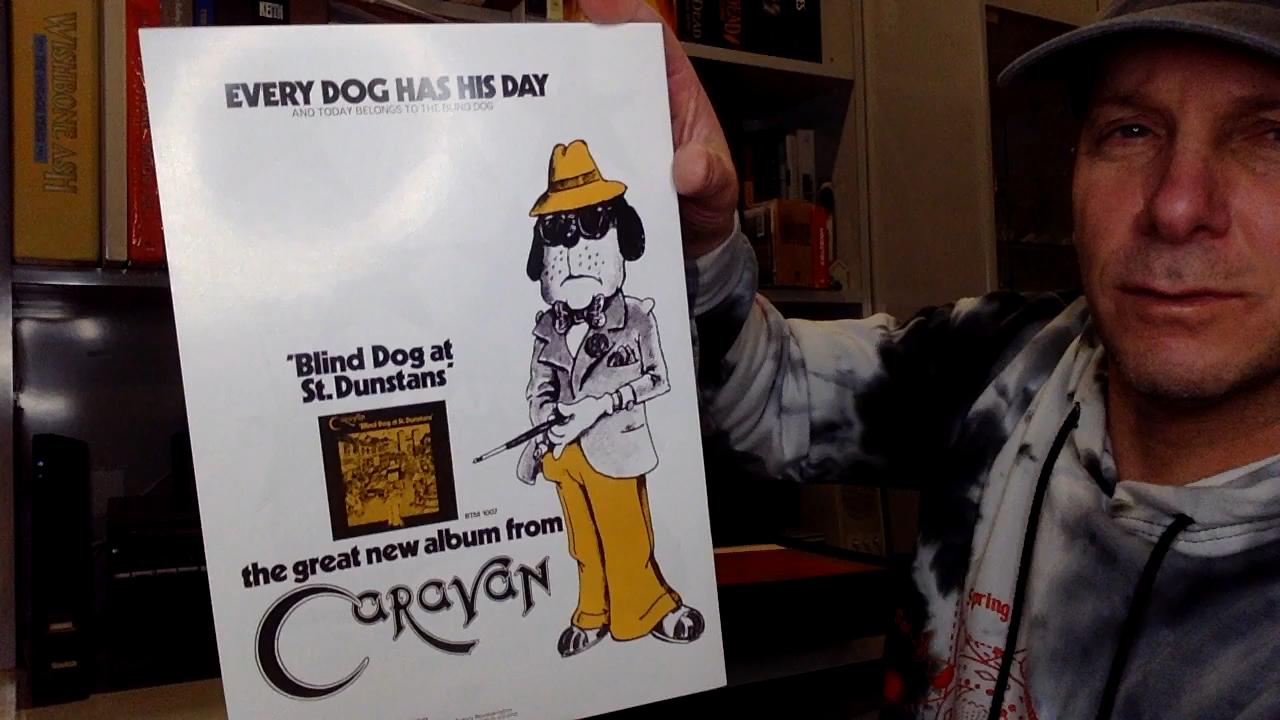 EVERY DOG HAS HIS DAY
AND TODAY BELONGS TO THE BLIND DOG
"Blind Dog at
St. Dunstans"
Caravan
"Blind Dog at St. Dunstans"
BTM 1007
the great new album from
CARAVAN
WISHBONE ASH
KEITH
DEAD
Spring